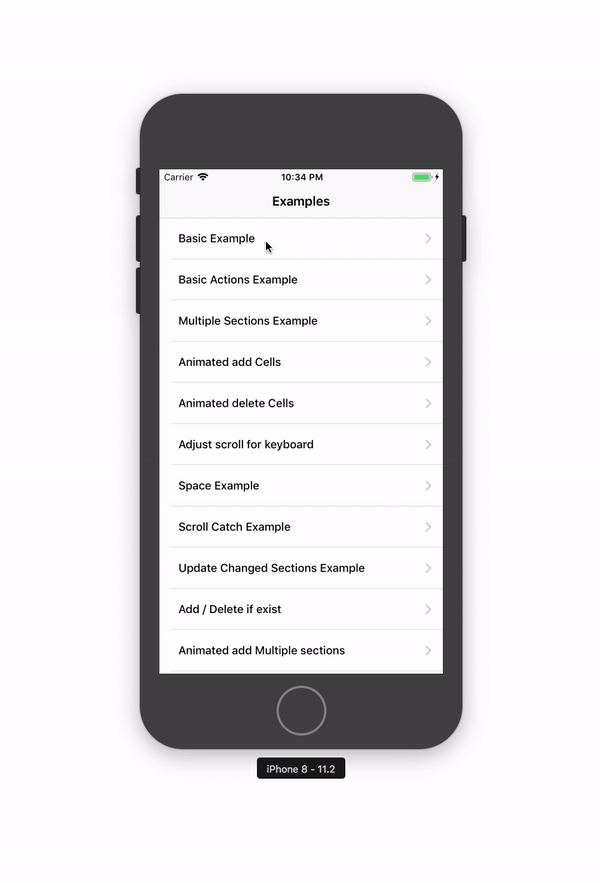 Carrier 10:34 PM
Examples
Basic Example
Basic Actions Example
Multiple Sections Example
Animated add Cells
Animated delete Cells
Adjust scroll for keyboard
Space Example
Scroll Catch Example
Update Changed Sections Example
Add / Delete if exist
Animated add Multiple sections
iPhone 8 - 11.2